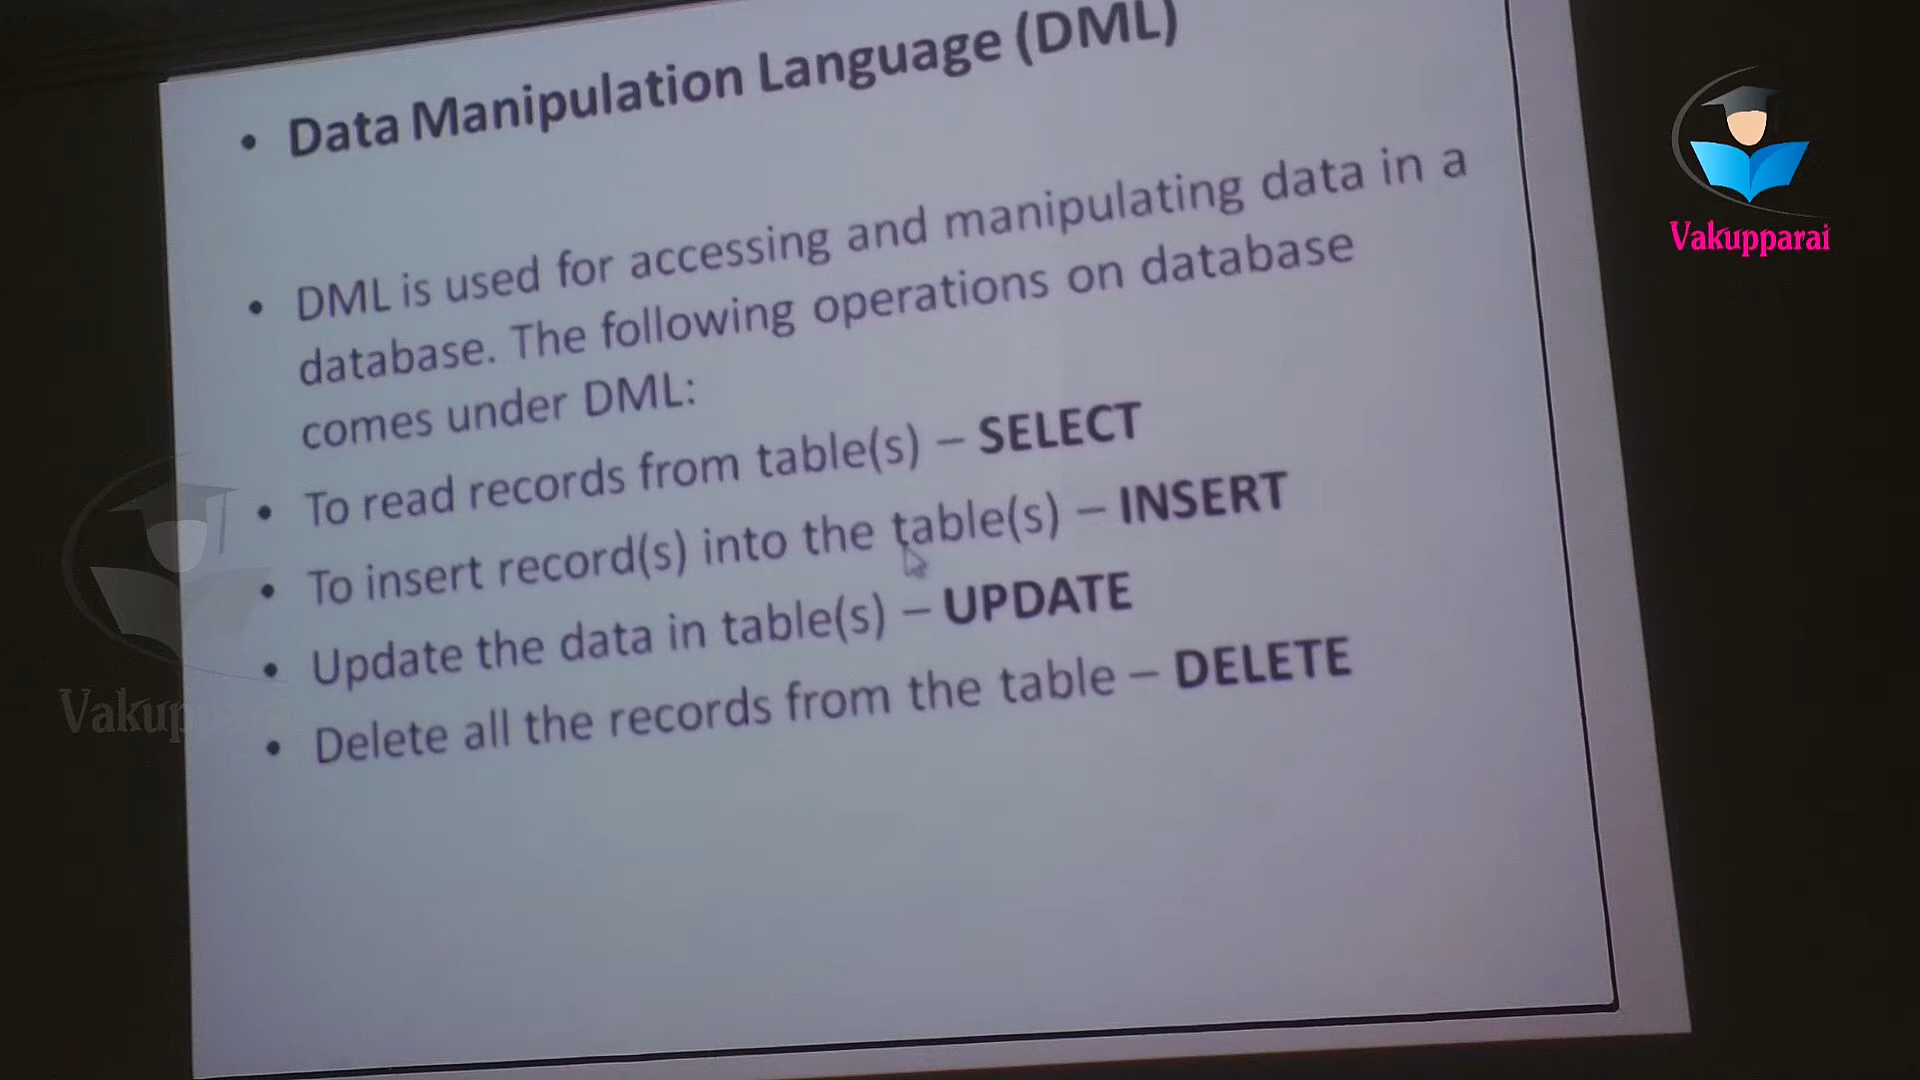 • Data Manipulation Language (DML)
• DML is used for accessing and manipulating data in a
database. The following operations on database
comes under DML:
• To read records from table(s) – SELECT
• To insert record(s) into the table(s) – INSERT
• Update the data in table(s) – UPDATE
• Delete all the records from the table – DELETE
Vakupparai
Vakupparai